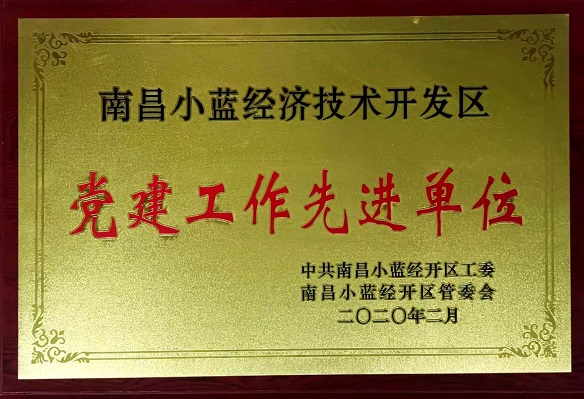 南昌小蓝经济技术开发区
党建工作先进单位
中共南昌小蓝经开区工委
南昌小蓝经开区管委会
二〇二〇年二月